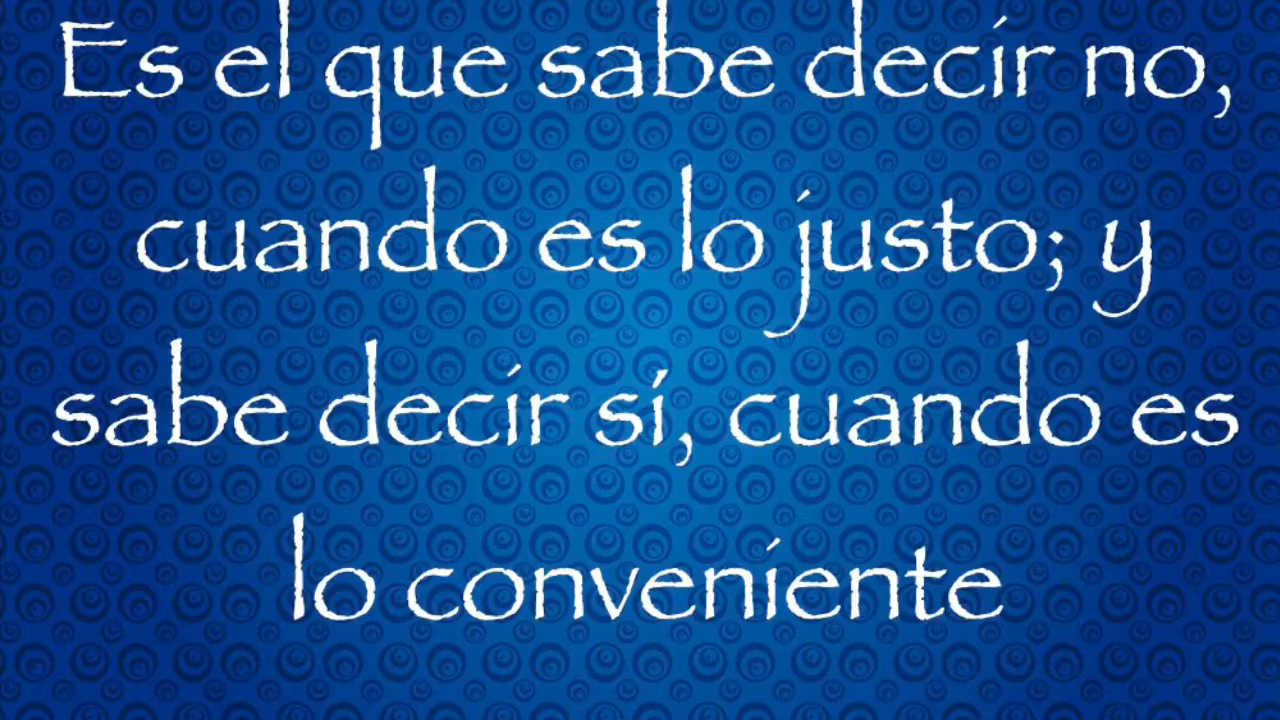 Es el que sabe decir no,
cuando es lo justo; y
sabe decir sí, cuando es
lo conveniente